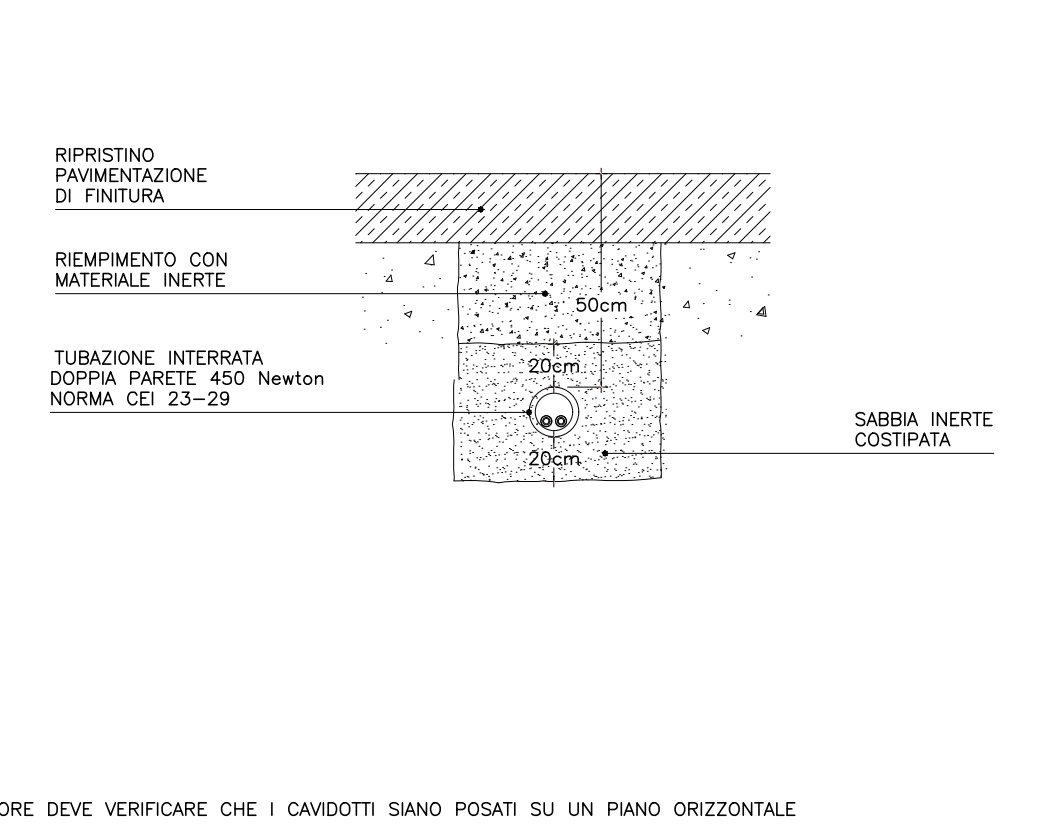 RIPRISTINO
PAVIMENTAZIONE
DI FINITURA
RIEMPIMENTO CON
MATERIALE INERTE
50cm
TUBAZIONE INTERRATA
DOPPIA PARETE 450 Newton
NORMA CEI 23-29
20cm
20cm
SABBIA INERTE
COSTIPATA
ORE DEVE VERIFICARE CHE I CAVIDOTTI SIANO POSATI SU UN PIANO ORIZZONTALE